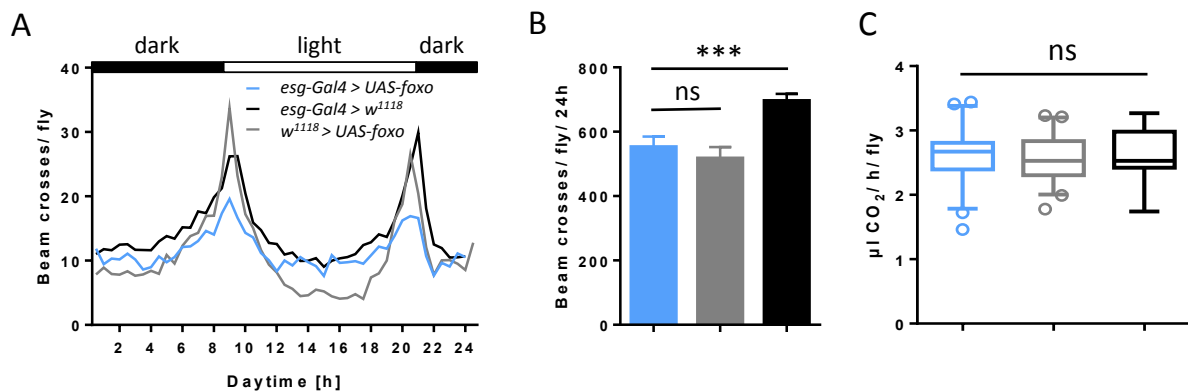 A
dark light dark
esg-Gal4 > UAS-foxo
esg-Gal4 > w1118
w1118 > UAS-foxo
Beam crosses/ fly
40
30
20
10
0
2 4 6 8 10 12 14 16 18 20 22 24
Daytime [h]
B
***
ns
Beam crosses/ fly/ 24h
800
600
400
200
0
C
ns
µl CO2/ h/ fly
4
3
2
1
0